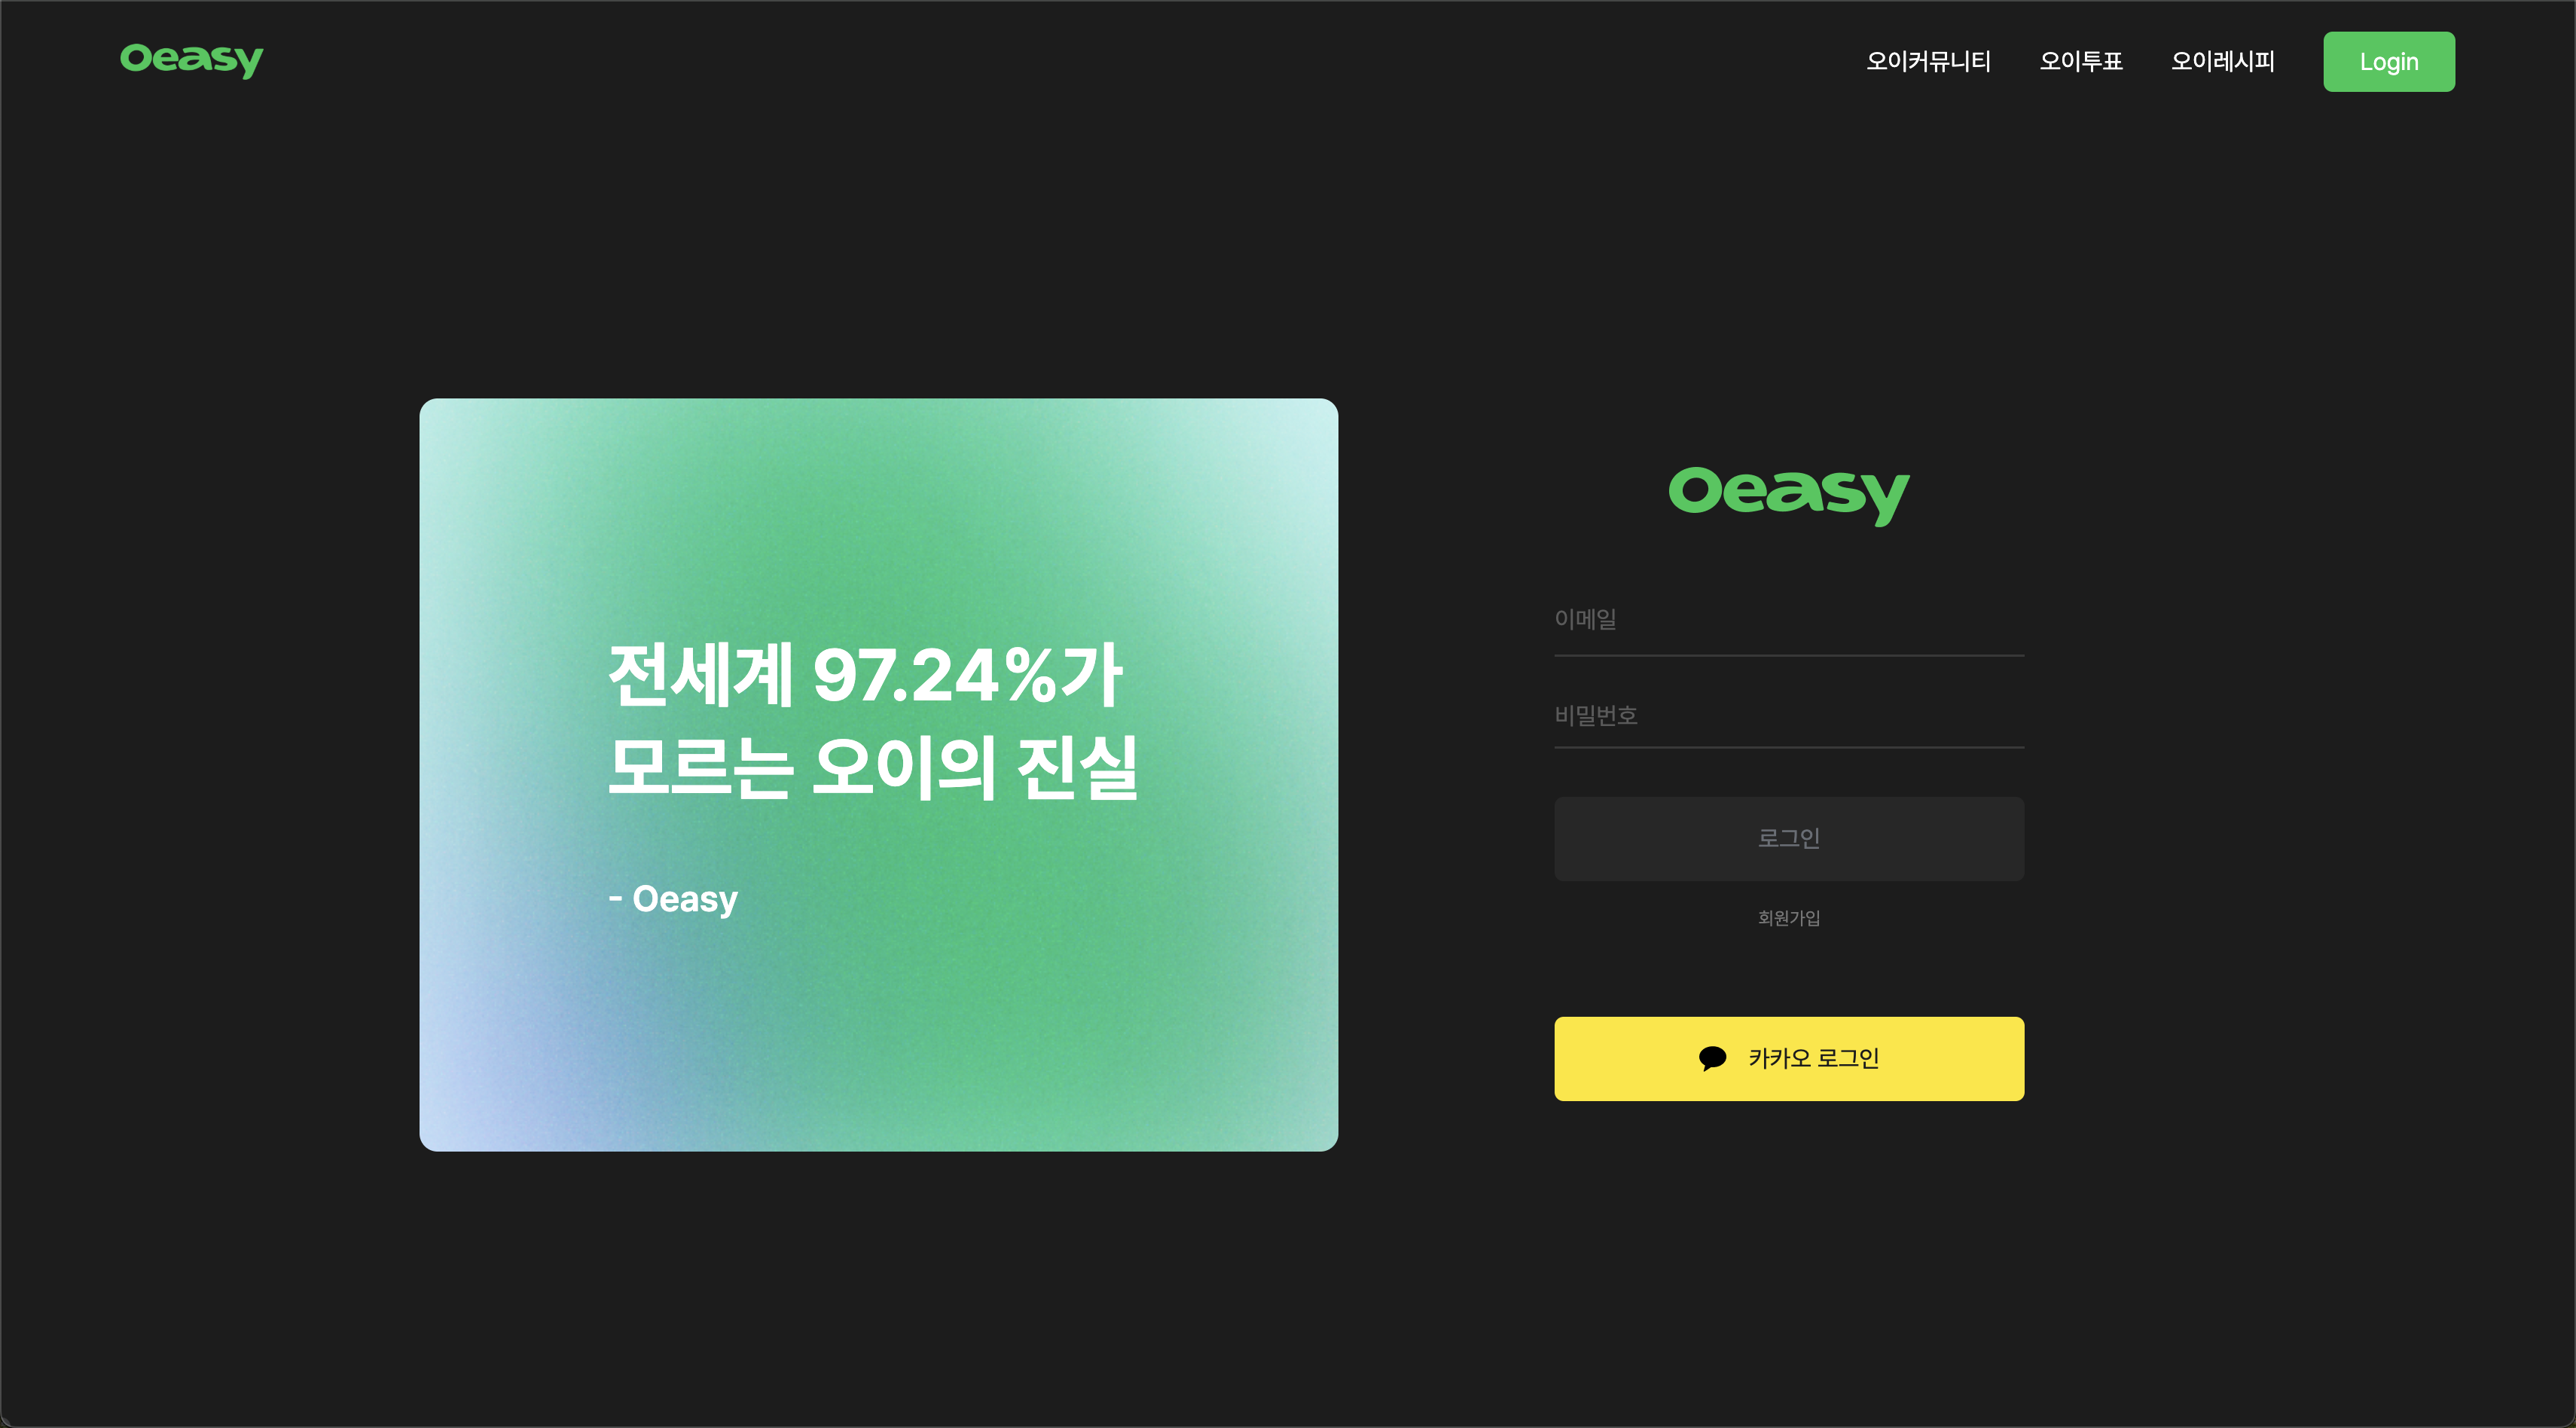 Oeasy
오이커뮤니티 오이투표 오이레시피 Login
전세계 97.24%가
모르는 오이의 진실
- Oeasy
Oeasy
이메일
비밀번호
로그인
회원가입
카카오 로그인